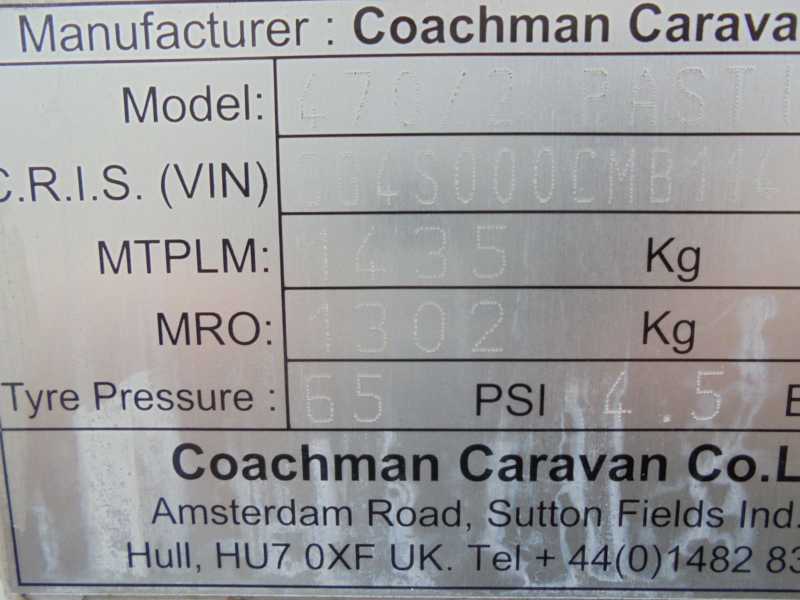 Manufacturer : Coachman Carava
Model: 470/2 PAST
C.R.I.S. (VIN) SG4S000CMB114
MTPLM: 1435 Kg
MRO: 1302 Kg
Tyre Pressure : 65 PSI 4.5 B
Coachman Caravan Co.L
Amsterdam Road, Sutton Fields Ind.
Hull, HU7 0XF UK. Tel + 44(0)1482 83